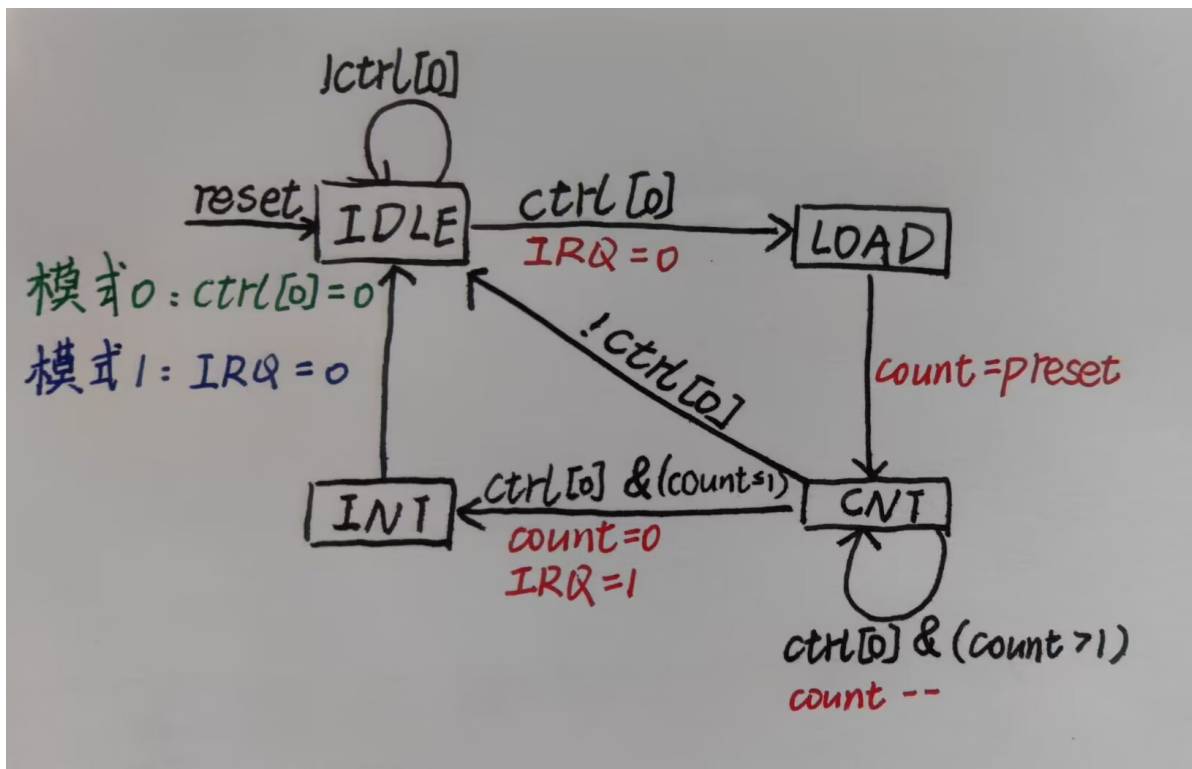 !ctrl[0]
reset
IDLE
ctrl[0]
IRQ=0
LOAD
模式0:ctrl[0]=0
模式1:IRQ=0
!ctrl[0]
count=preset
INT
ctrl[0] &(count≤1)
count=0
IRQ=1
CNT
ctrl[0] & (count>1)
count --